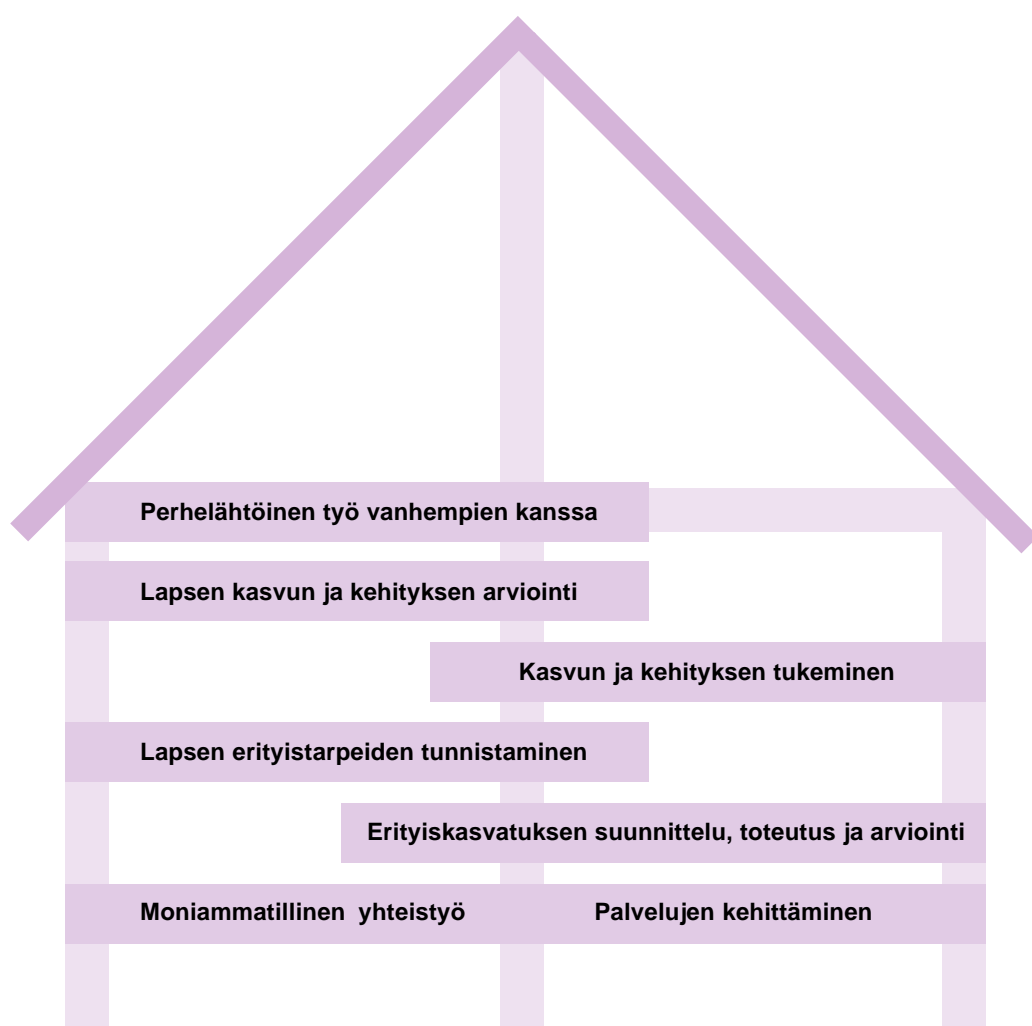 Perhelähtöinen työ vanhempien kanssa
Lapsen kasvun ja kehityksen arviointi
Kasvun ja kehityksen tukeminen
Lapsen erityistarpeiden tunnistaminen
Erityiskasvatuksen suunnittelu, toteutus ja arviointi
Moniammatillinen yhteistyö Palvelujen kehittäminen